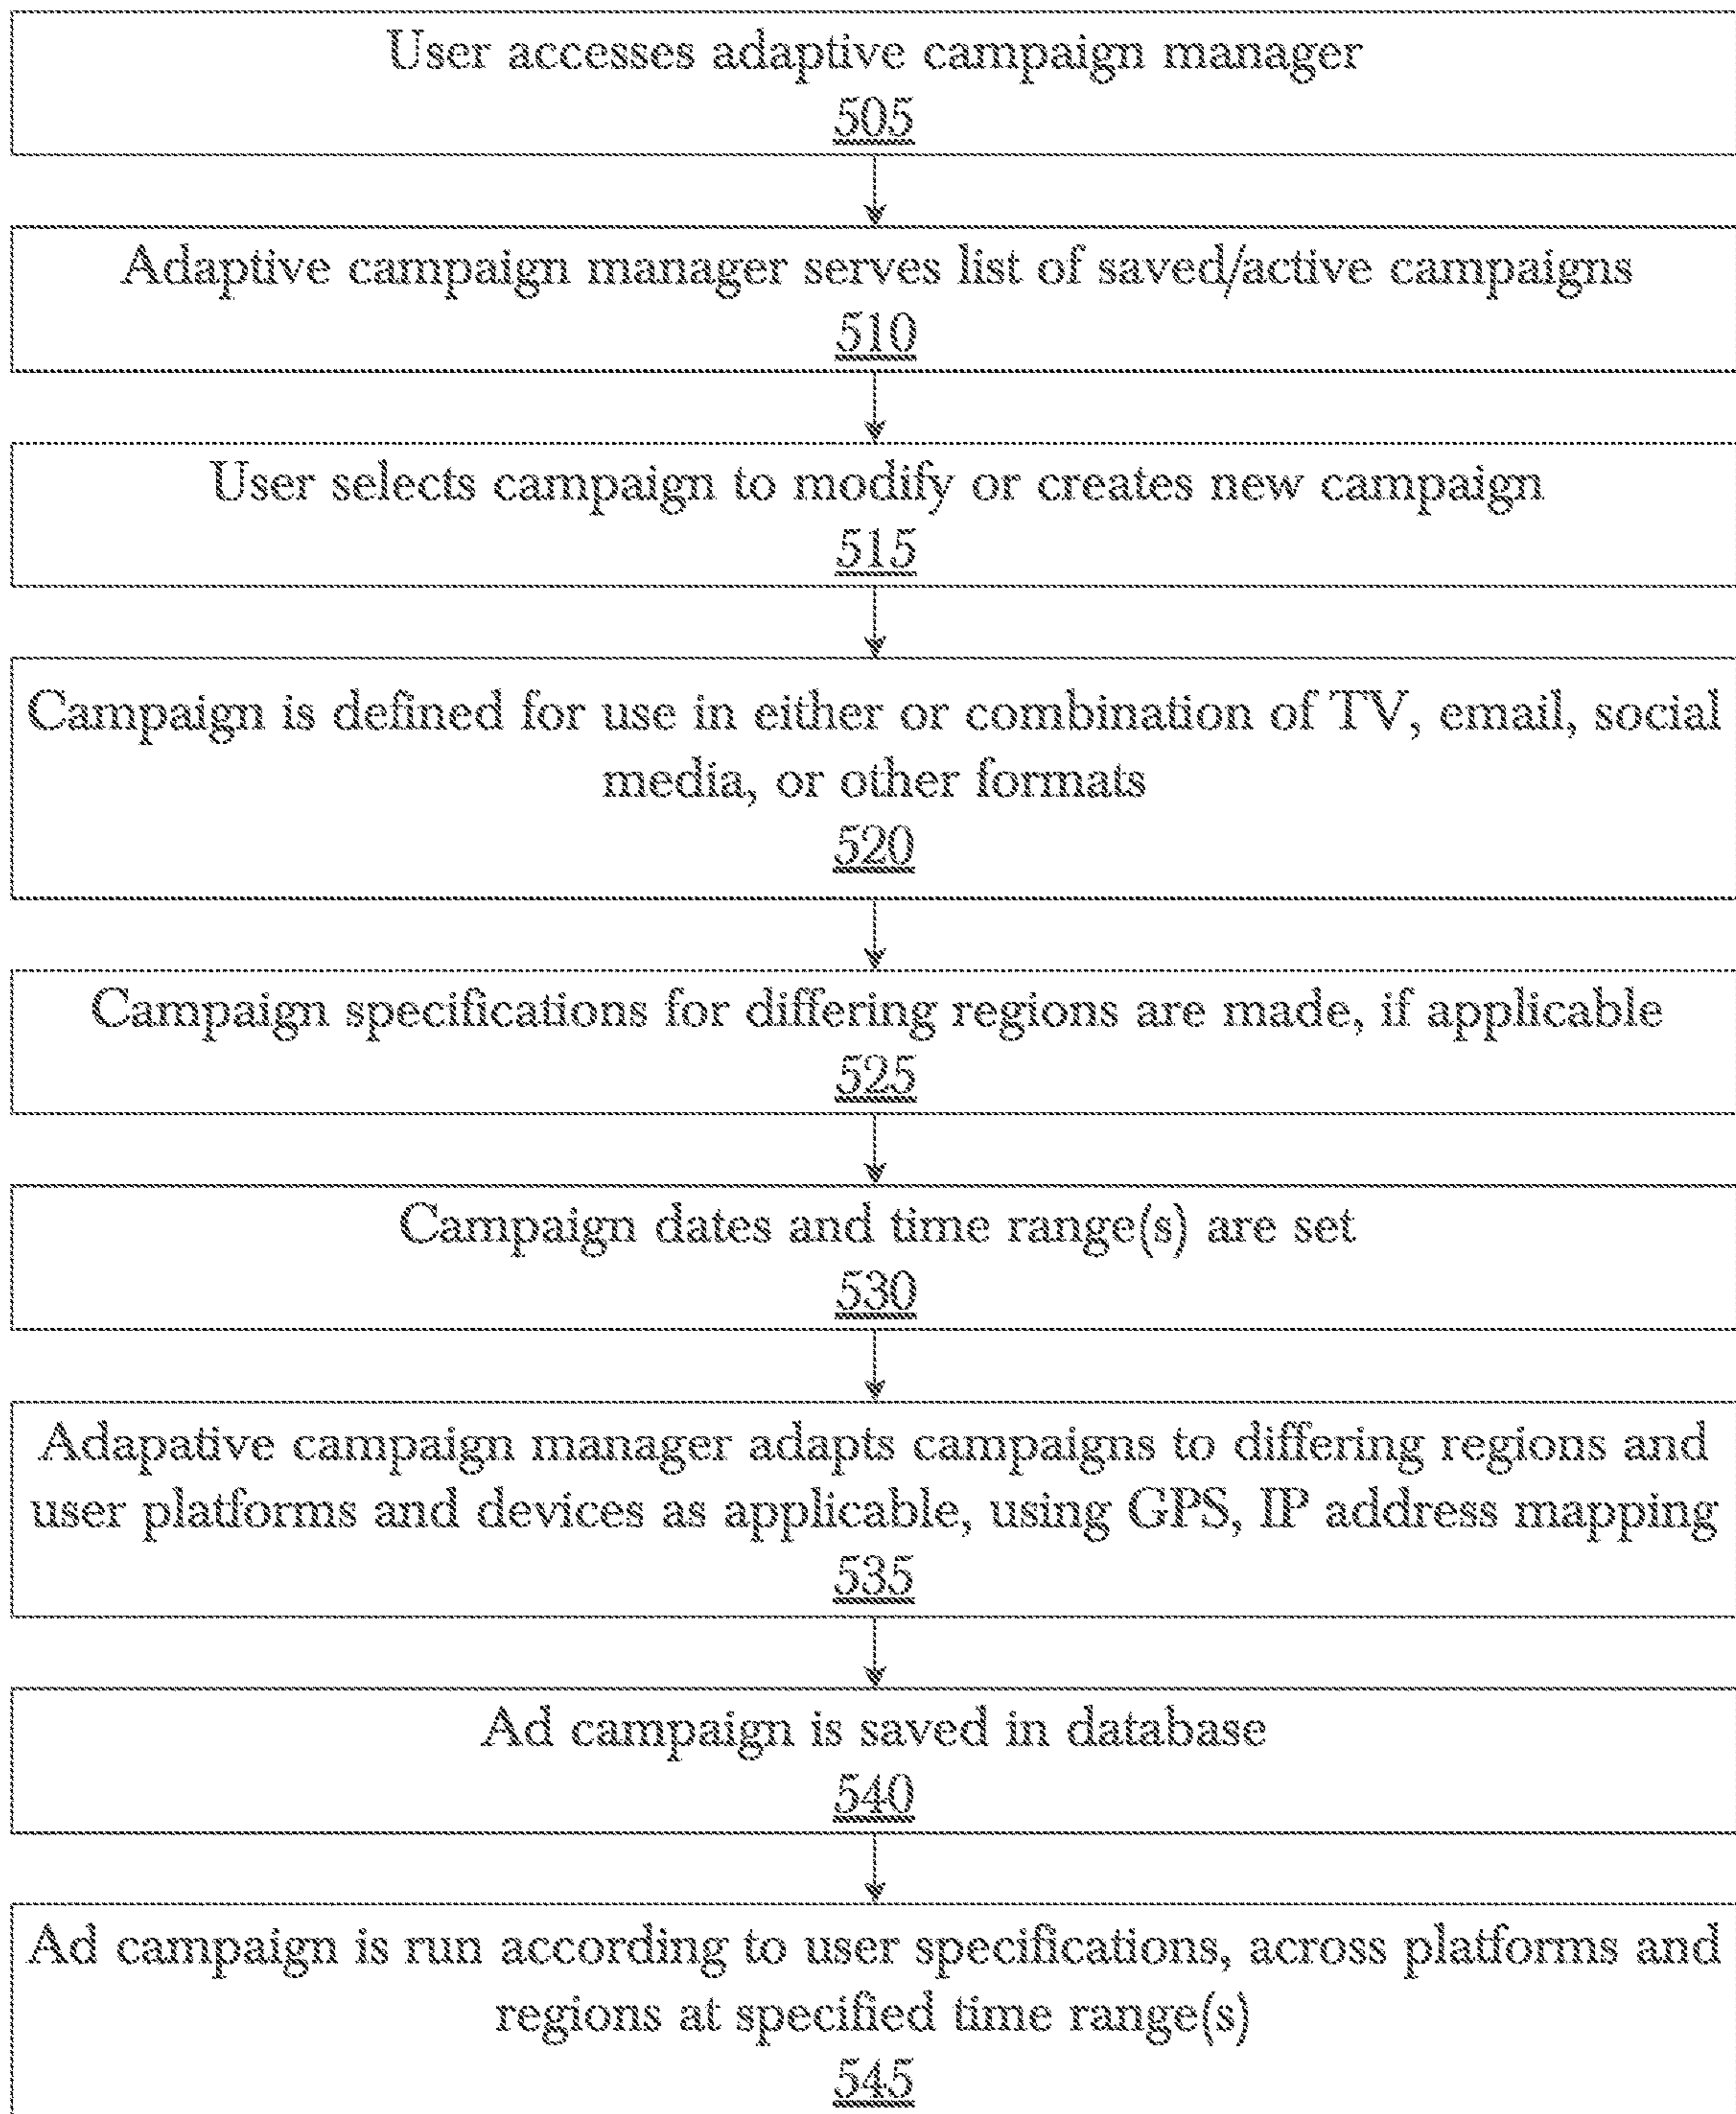 User accesses adaptive campaign manager
505
Adaptive campaign manager serves list of saved/active campaigns
510
User selects campaign to modify or creates new campaign
515
Campaign is defined for use in either or combination of TV, email, social
media, or other formats
520
Campaign specifications for differing regions are made, if applicable
525
Campaign dates and time range(s) are set
530
Adapative campaign manager adapts campaigns to differing regions and
user platforms and devices as applicable, using GPS, IP address mapping
535
Ad campaign is saved in database
540
Ad campaign is run according to user specifications, across platforms and
regions at specified time range(s)
545